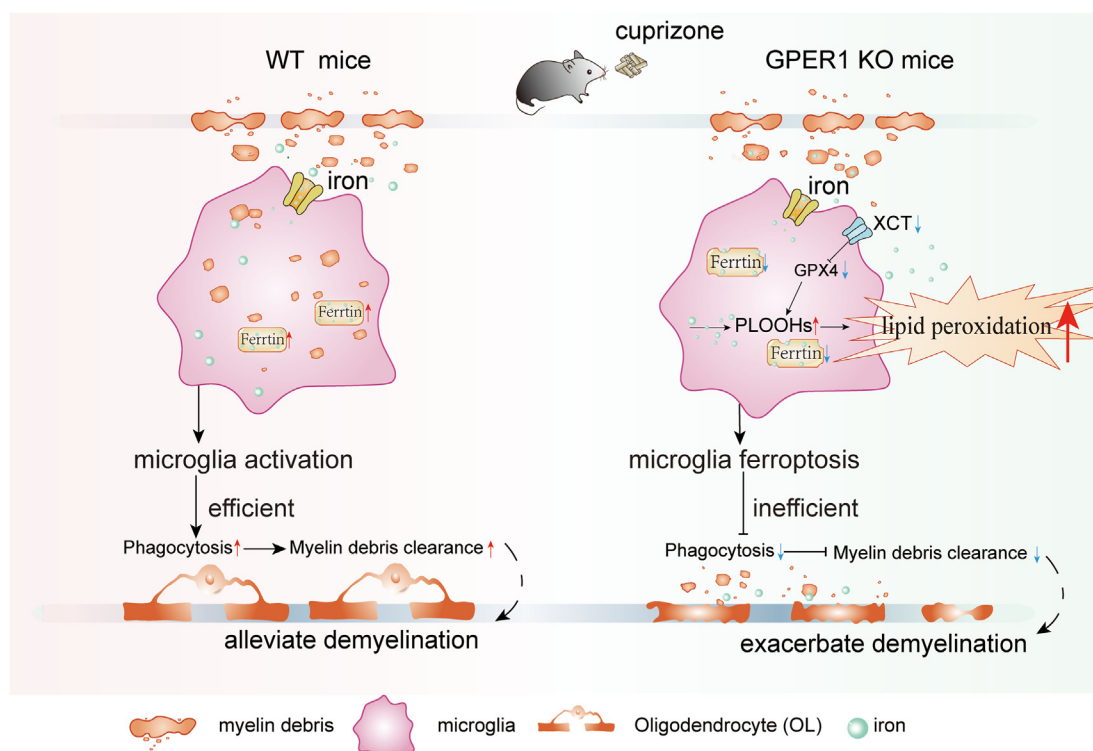 cuprizone
WT mice
GPER1 KO mice
iron
Ferrtin
Ferrtin
microglia activation
efficient
Phagocytosis
Myelin debris clearance
alleviate demyelination
iron
XCT
Ferrtin
GPX4
PLOOHs
lipid peroxidation
Ferrtin
microglia ferroptosis
inefficient
Phagocytosis
Myelin debris clearance
exacerbate demyelination
myelin debris
microglia
Oligodendrocyte (OL)
iron